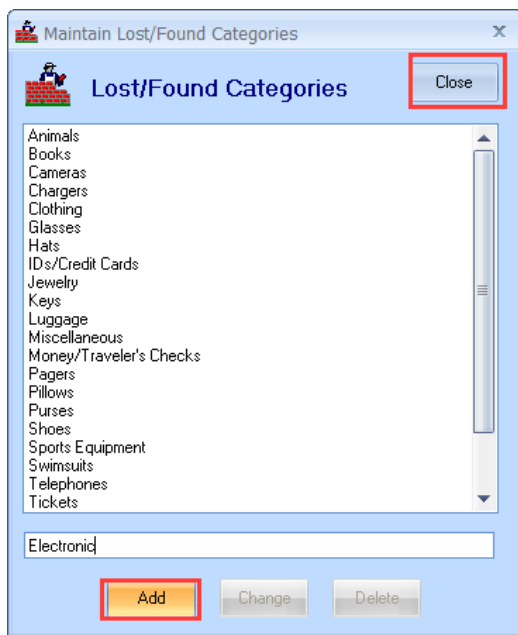 Maintain Lost/Found Categories
x
Lost/Found Categories
Close
Animals
Books
Cameras
Chargers
Clothing
Glasses
Hats
IDs/Credit Cards
Jewelry
Keys
Luggage
Miscellaneous
Money/Traveler's Checks
Pagers
Pillows
Purses
Shoes
Sports Equipment
Swimsuits
Telephones
Tickets
Electronic
Add Change Delete